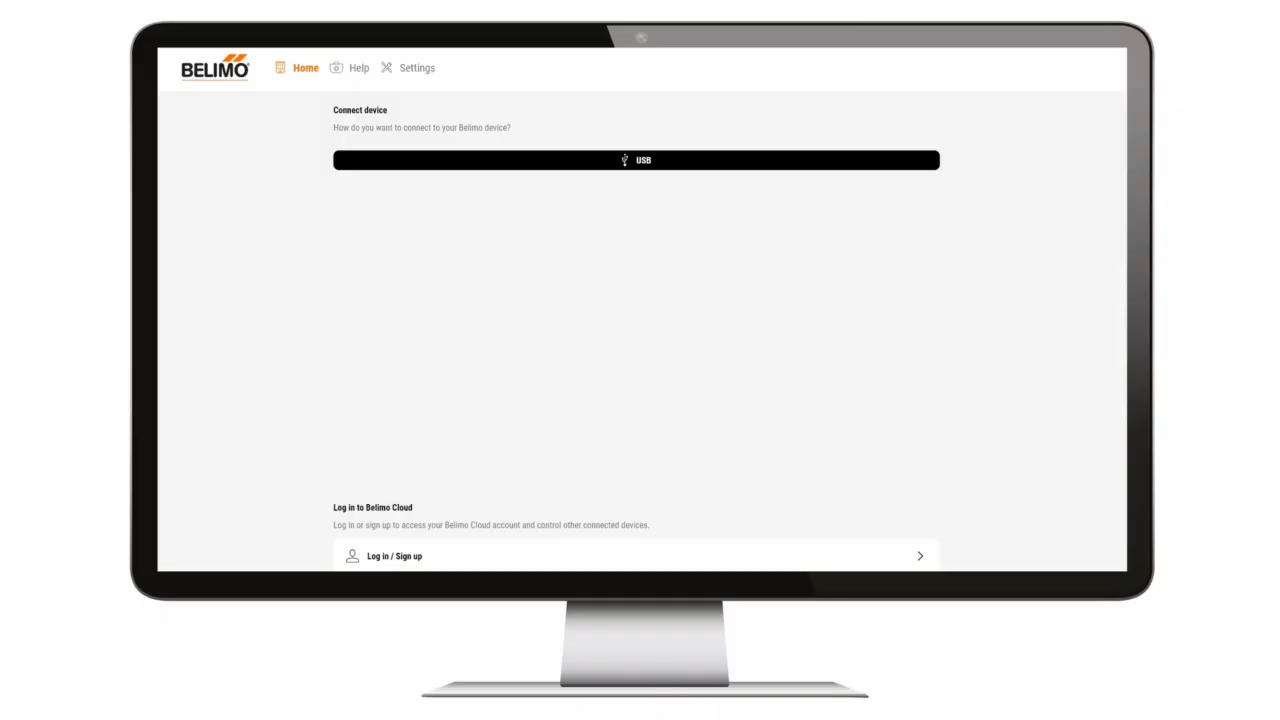 BELIMO
Home Help Settings
Connect device
How do you want to connect to your Belimo device?
USB
Log in to Belimo Cloud
Log in or sign up to access your Belimo Cloud account and control other connected devices.
Log in / Sign up